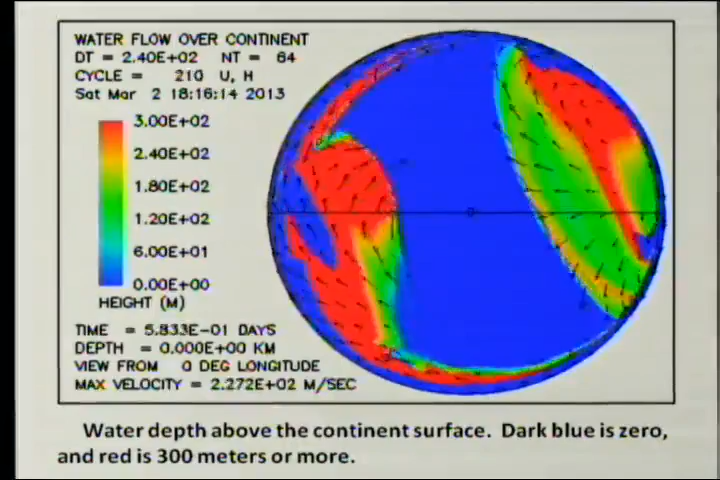 WATER FLOW OVER CONTINENT
DT = 2.40E+02 NT = 64
CYCLE = 210 U, H
Sat Mar 2 18:16:14 2013
3.00E+02
2.40E+02
1.80E+02
1.20E+02
6.00E+01
0.00E+00
HEIGHT (M)
TIME = 5.833E-01 DAYS
DEPTH = 0.000E+00 KM
VIEW FROM 0 DEG LONGITUDE
MAX VELOCITY = 2.272E+02 M/SEC
Water depth above the continent surface. Dark blue is zero,
and red is 300 meters or more.